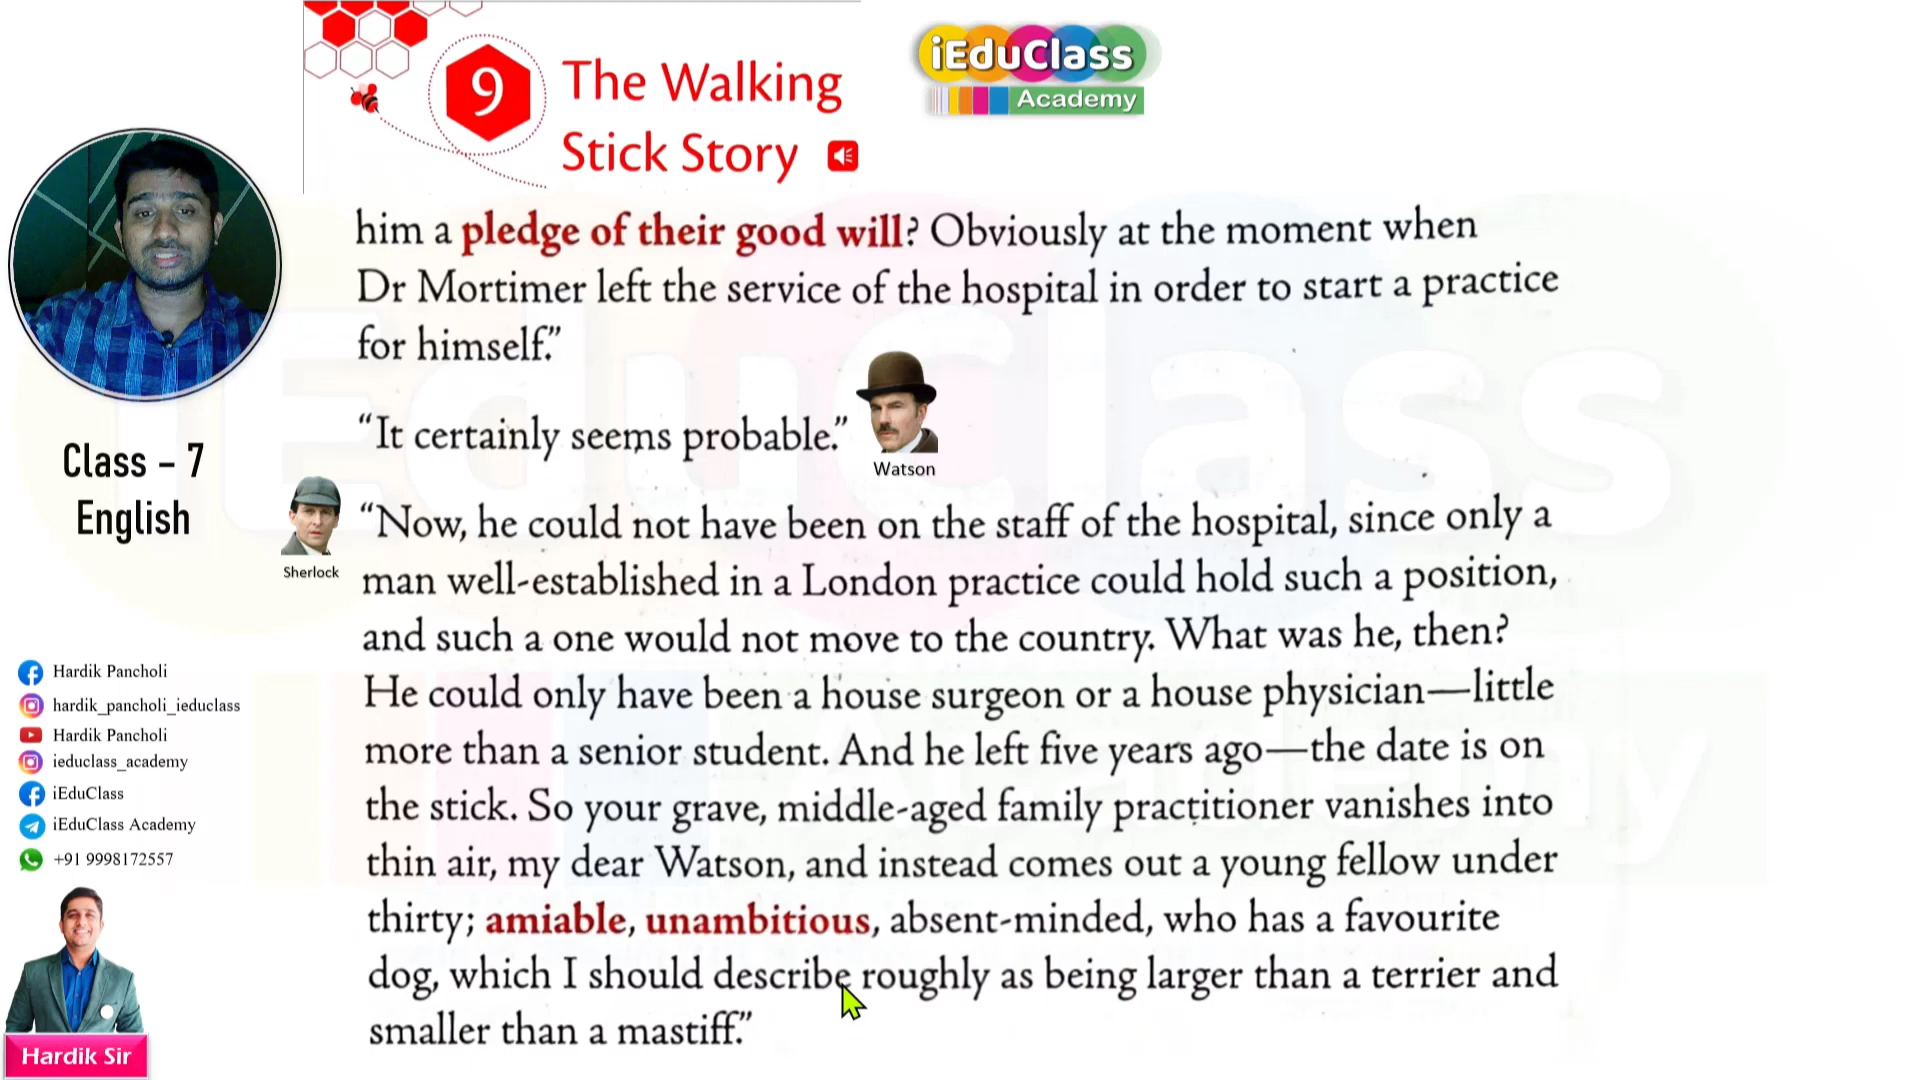 9
The Walking
Stick Story
iEduClass
Academy
him a pledge of their good will? Obviously at the moment when
Dr Mortimer left the service of the hospital in order to start a practice
for himself.”
“It certainly seems probable.”
Watson
Class – 7
English
Sherlock
“Now, he could not have been on the staff of the hospital, since only a
man well-established in a London practice could hold such a position,
and such a one would not move to the country. What was he, then?
He could only have been a house surgeon or a house physician—little
more than a senior student. And he left five years ago—the date is on
the stick. So your grave, middle-aged family practitioner vanishes into
thin air, my dear Watson, and instead comes out a young fellow under
thirty; amiable, unambitious, absent-minded, who has a favourite
dog, which I should describe roughly as being larger than a terrier and
smaller than a mastiff.”
Hardik Pancholi
hardik_pancholi_ieduclass
Hardik Pancholi
ieduclass_academy
iEduClass
iEduClass Academy
+91 9998172557
Hardik Sir
iEduClass
Academy